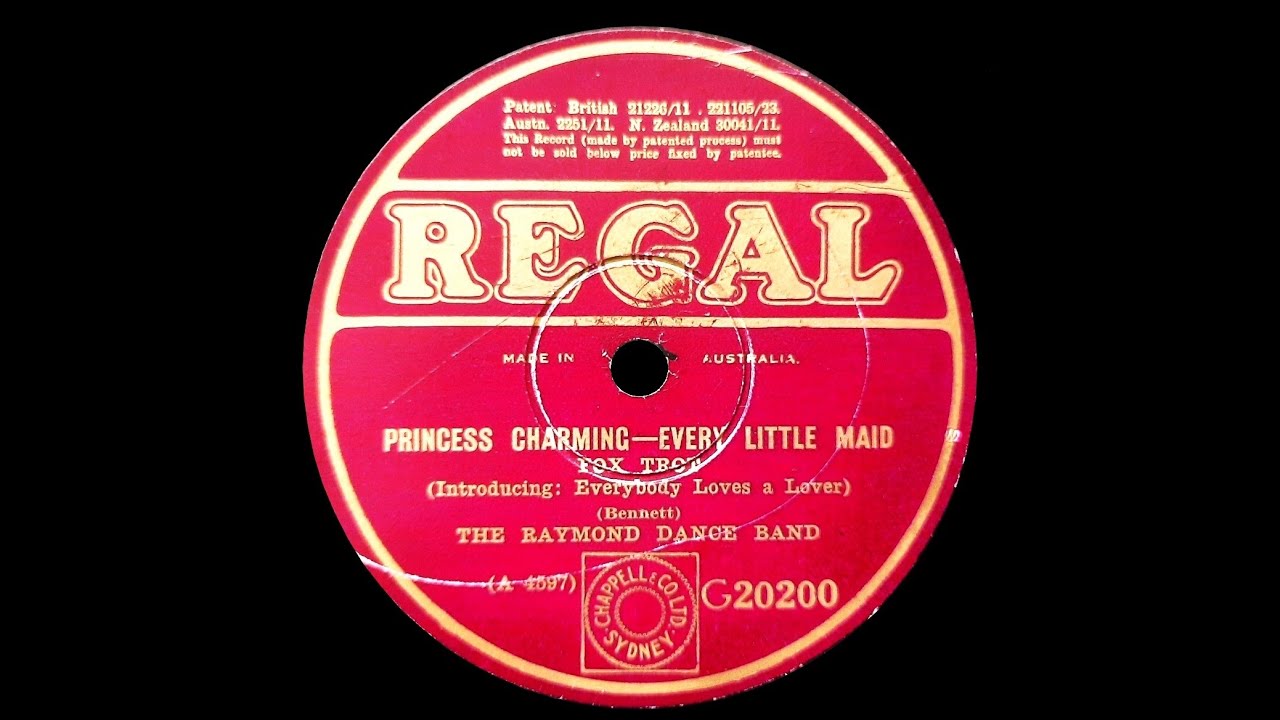 Patent: British 21226/11. 221105/23.
Austn. 2251/11. N. Zealand 30041/11.
This Record (made by patented process) must
not be sold below price fixed by patentee.
REGAL
MADE IN AUSTRALIA.
PRINCESS CHARMING—EVERY LITTLE MAID
FOX TROT
(Introducing: Everybody Loves a Lover)
(Bennett)
THE RAYMOND DANCE BAND
(A 4597)
CHAPPELL & CO. LTD.
SYDNEY
G20200